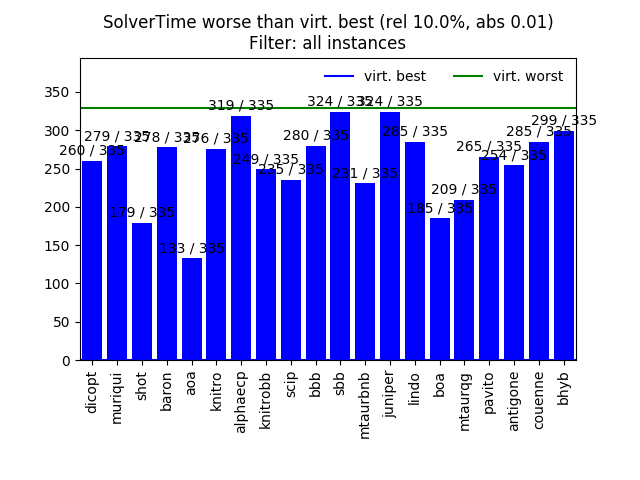 SolverTime worse than virt. best (rel 10.0%, abs 0.01)
Filter: all instances
virt. best
virt. worst
350
300
250
200
150
100
50
0
260 / 335
279 / 335
179 / 335
278 / 335
133 / 335
276 / 335
319 / 335
249 / 335
235 / 335
280 / 335
324 / 335
231 / 335
324 / 335
285 / 335
185 / 335
209 / 335
265 / 335
254 / 335
285 / 335
299 / 335
dicopt
muriqui
shot
baron
aoa
knitro
alphaecp
knitrobb
scip
bbb
sbb
mtaurbnb
juniper
lindo
boa
mtaurqg
pavito
antigone
couenne
bhyb